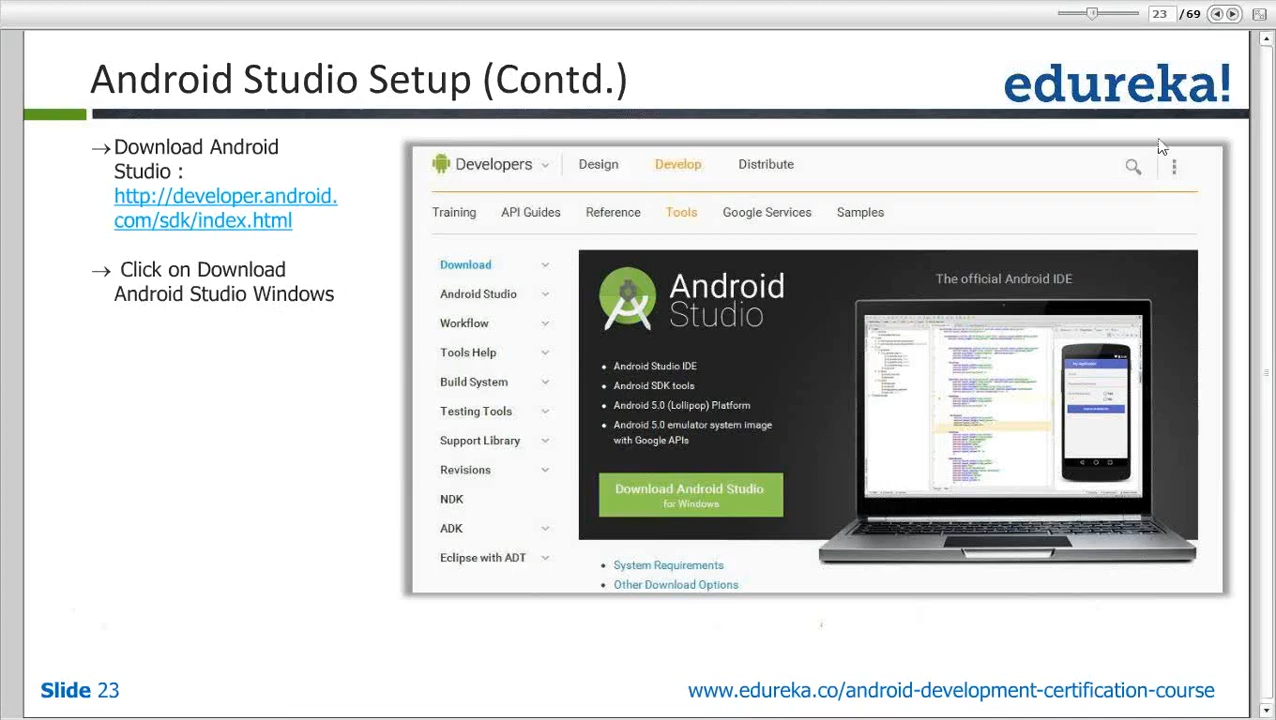 23 /69
Android Studio Setup (Contd.)
edureka!
→Download Android
Studio :
http://developer.android.
com/sdk/index.html
→ Click on Download
Android Studio Windows
Developers Design Develop Distribute
Training API Guides Reference Tools Google Services Samples
Download
Android Studio
Workflow
Tools Help
Build System
Testing Tools
Support Library
Revisions
NDK
ADK
Eclipse with ADT
Android
Studio
The official Android IDE
• Android Studio IDE
• Android SDK tools
• Android 5.0 (Lollipop) Platform
• Android 5.0 emulator system image
with Google APIs
Download Android Studio
for Windows
• System Requirements
• Other Download Options
Slide 23
www.edureka.co/android-development-certification-course